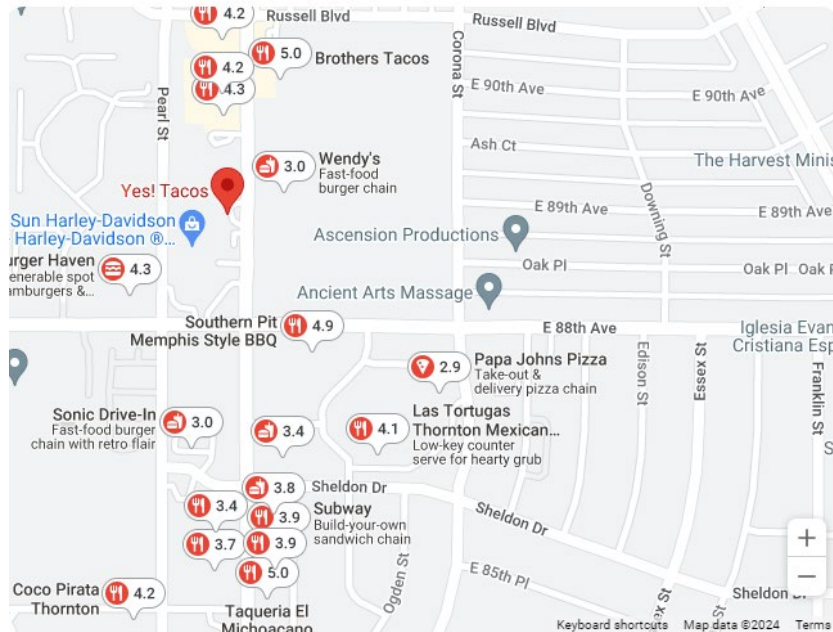 4.2
Russell Blvd
Russell Blvd
5.0
Brothers Tacos
4.2
4.3
Pearl St
Corona St
E 90th Ave
E 90th Ave
Ash Ct
Wendy's
3.0
Fast-food
burger chain
The Harvest Minis
Yes! Tacos
Downing St
E 89th Ave
E 89th Ave
Sun Harley-Davidson
Harley-Davidson ®...
Ascension Productions
urger Haven
4.3
enerable spot
amburgers &...
Oak Pl
Oak Pl
Oak P
Ancient Arts Massage
Southern Pit
Memphis Style BBQ
4.9
E 88th Ave
Iglesia Evan
Cristiana Esp
Papa Johns Pizza
2.9
Take-out &
delivery pizza chain
Edison St
Essex St
Franklin St
Sonic Drive-In
3.0
Fast-food burger
chain with retro flair
3.4
4.1
Las Tortugas
Thornton Mexican...
Low-key counter
serve for hearty grub
S
3.8
Sheldon Dr
3.4
3.9
Subway
Build-your-own
sandwich chain
Sheldon Dr
3.7
3.9
5.0
Taqueria El
Michoacano
Ogden St
E 85th Pl
Coco Pirata
Thornton
4.2
ex St
St
Sheldon Dr
+
−
Keyboard shortcuts
Map data ©2024
Terms